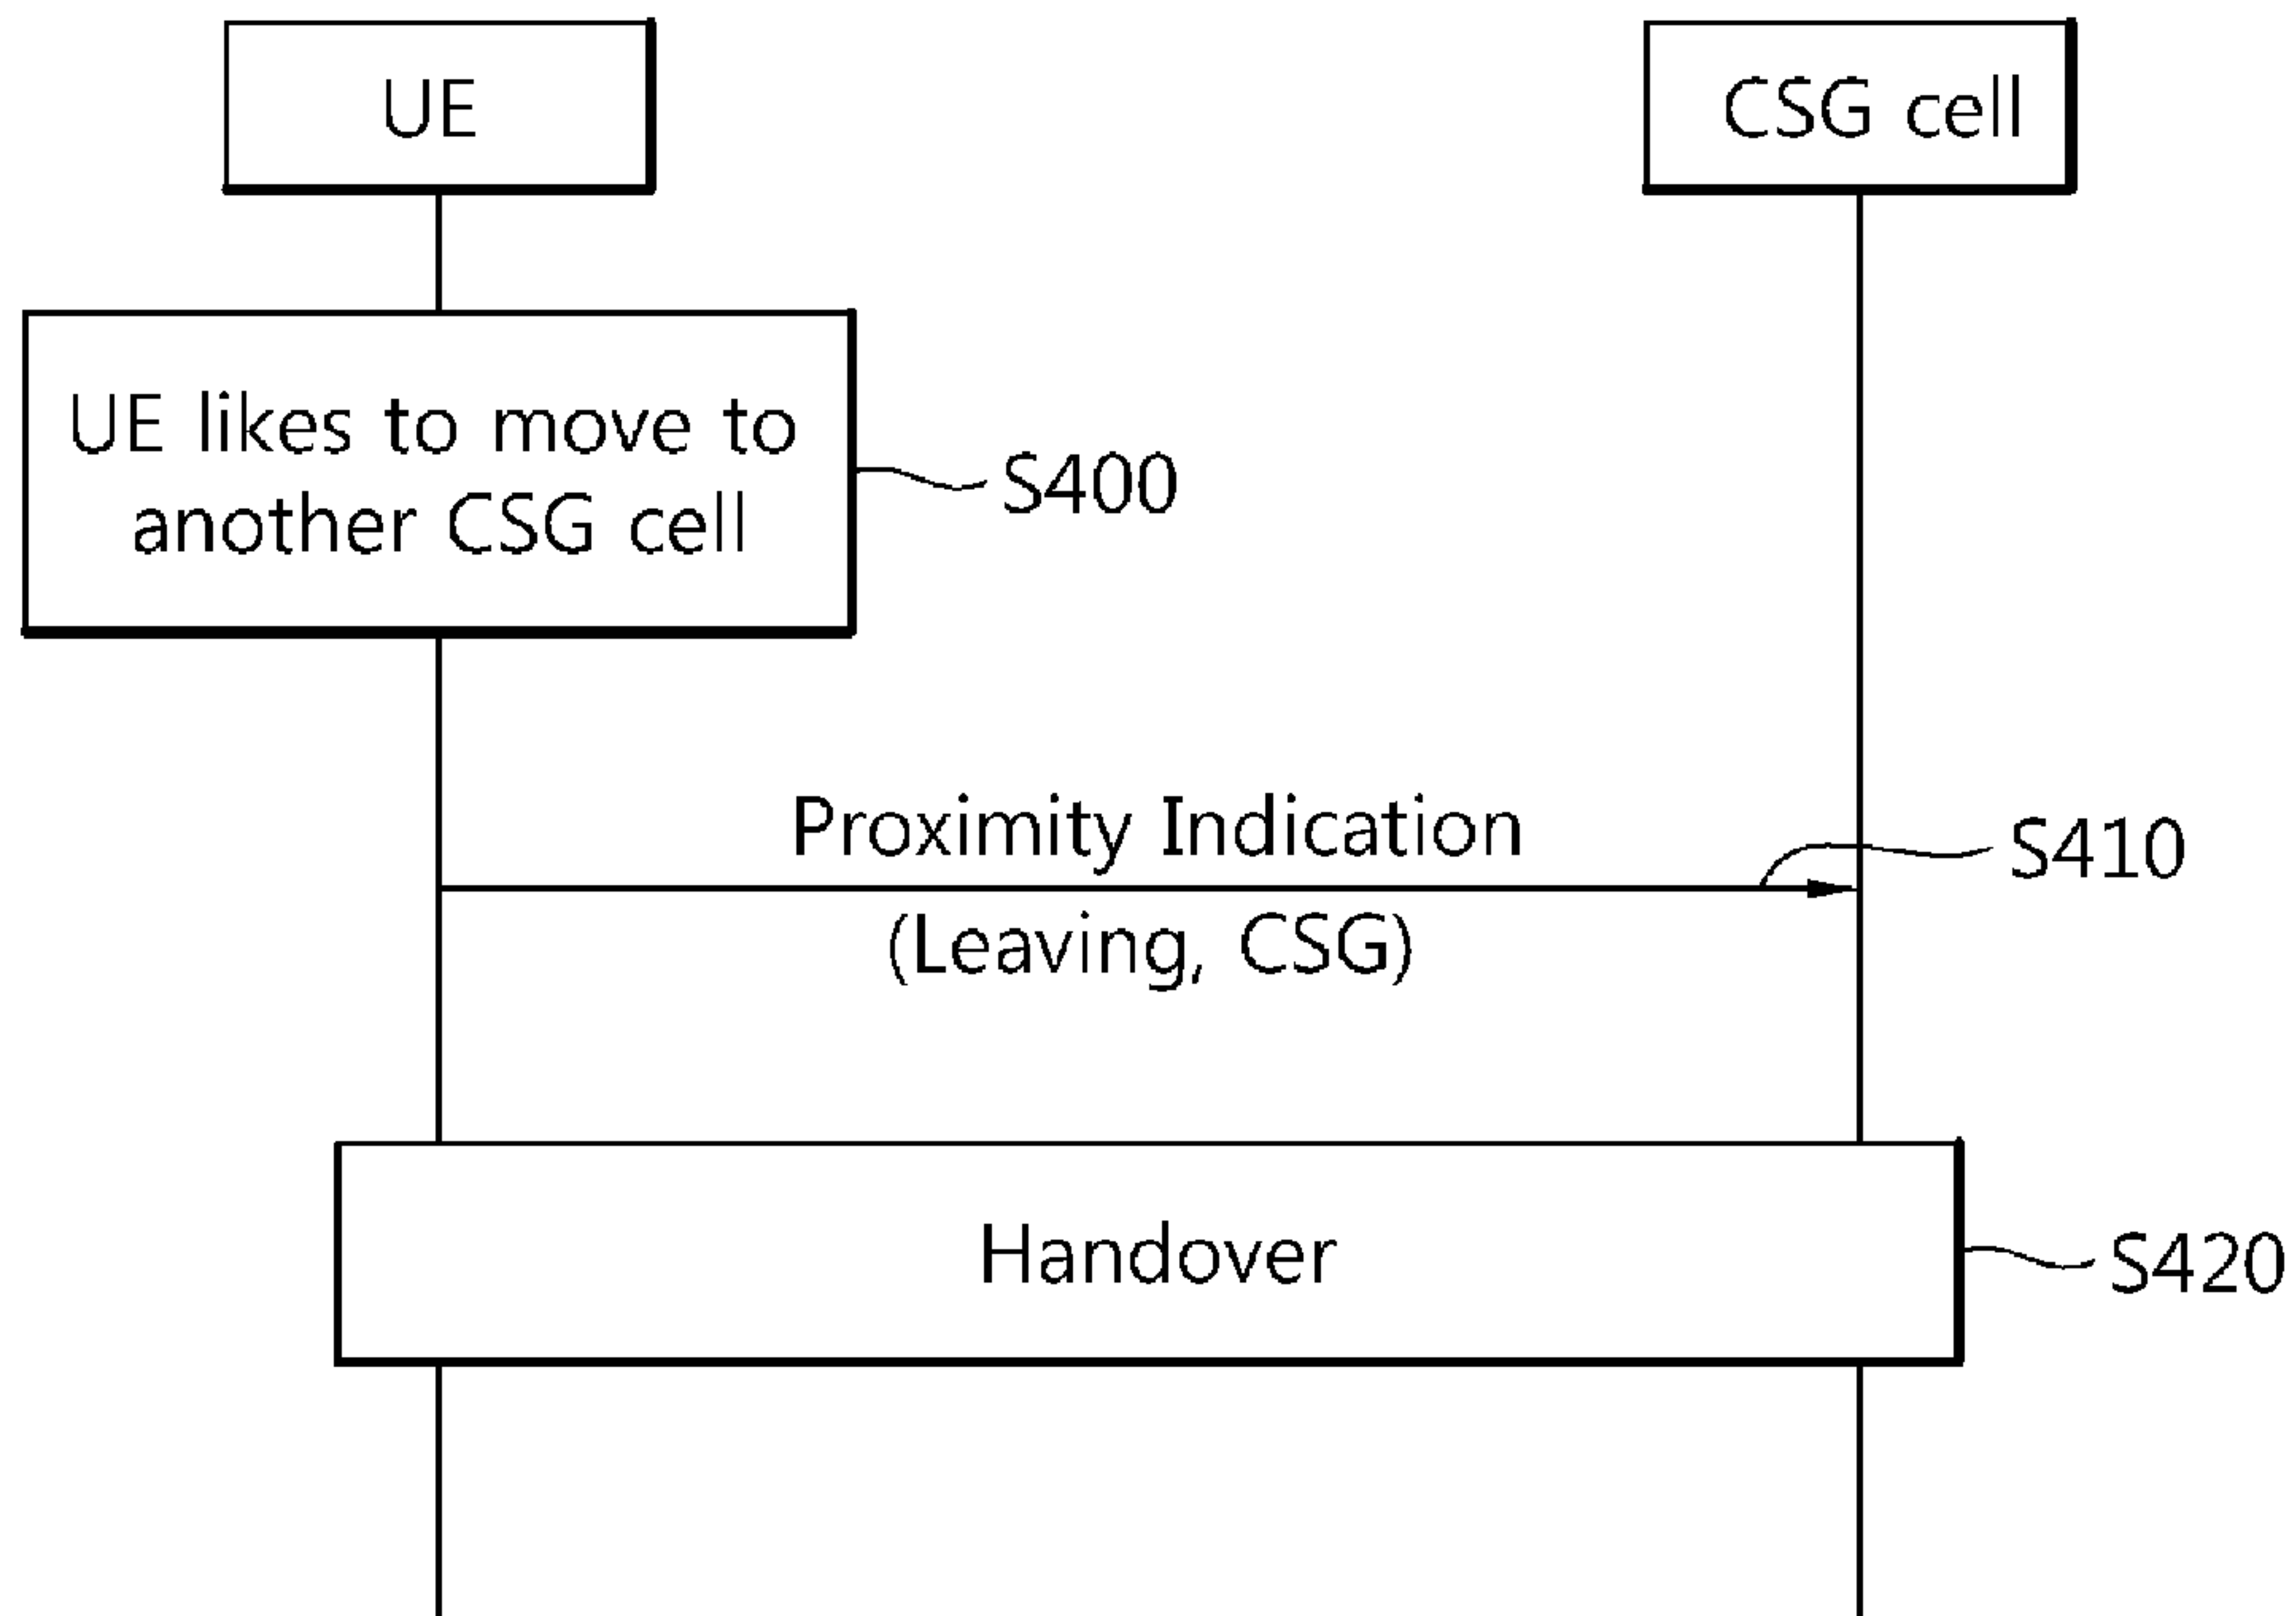 UE
CSG cell
UE likes to move to
another CSG cell
S400
Proximity Indication
S410
(Leaving, CSG)
Handover
S420